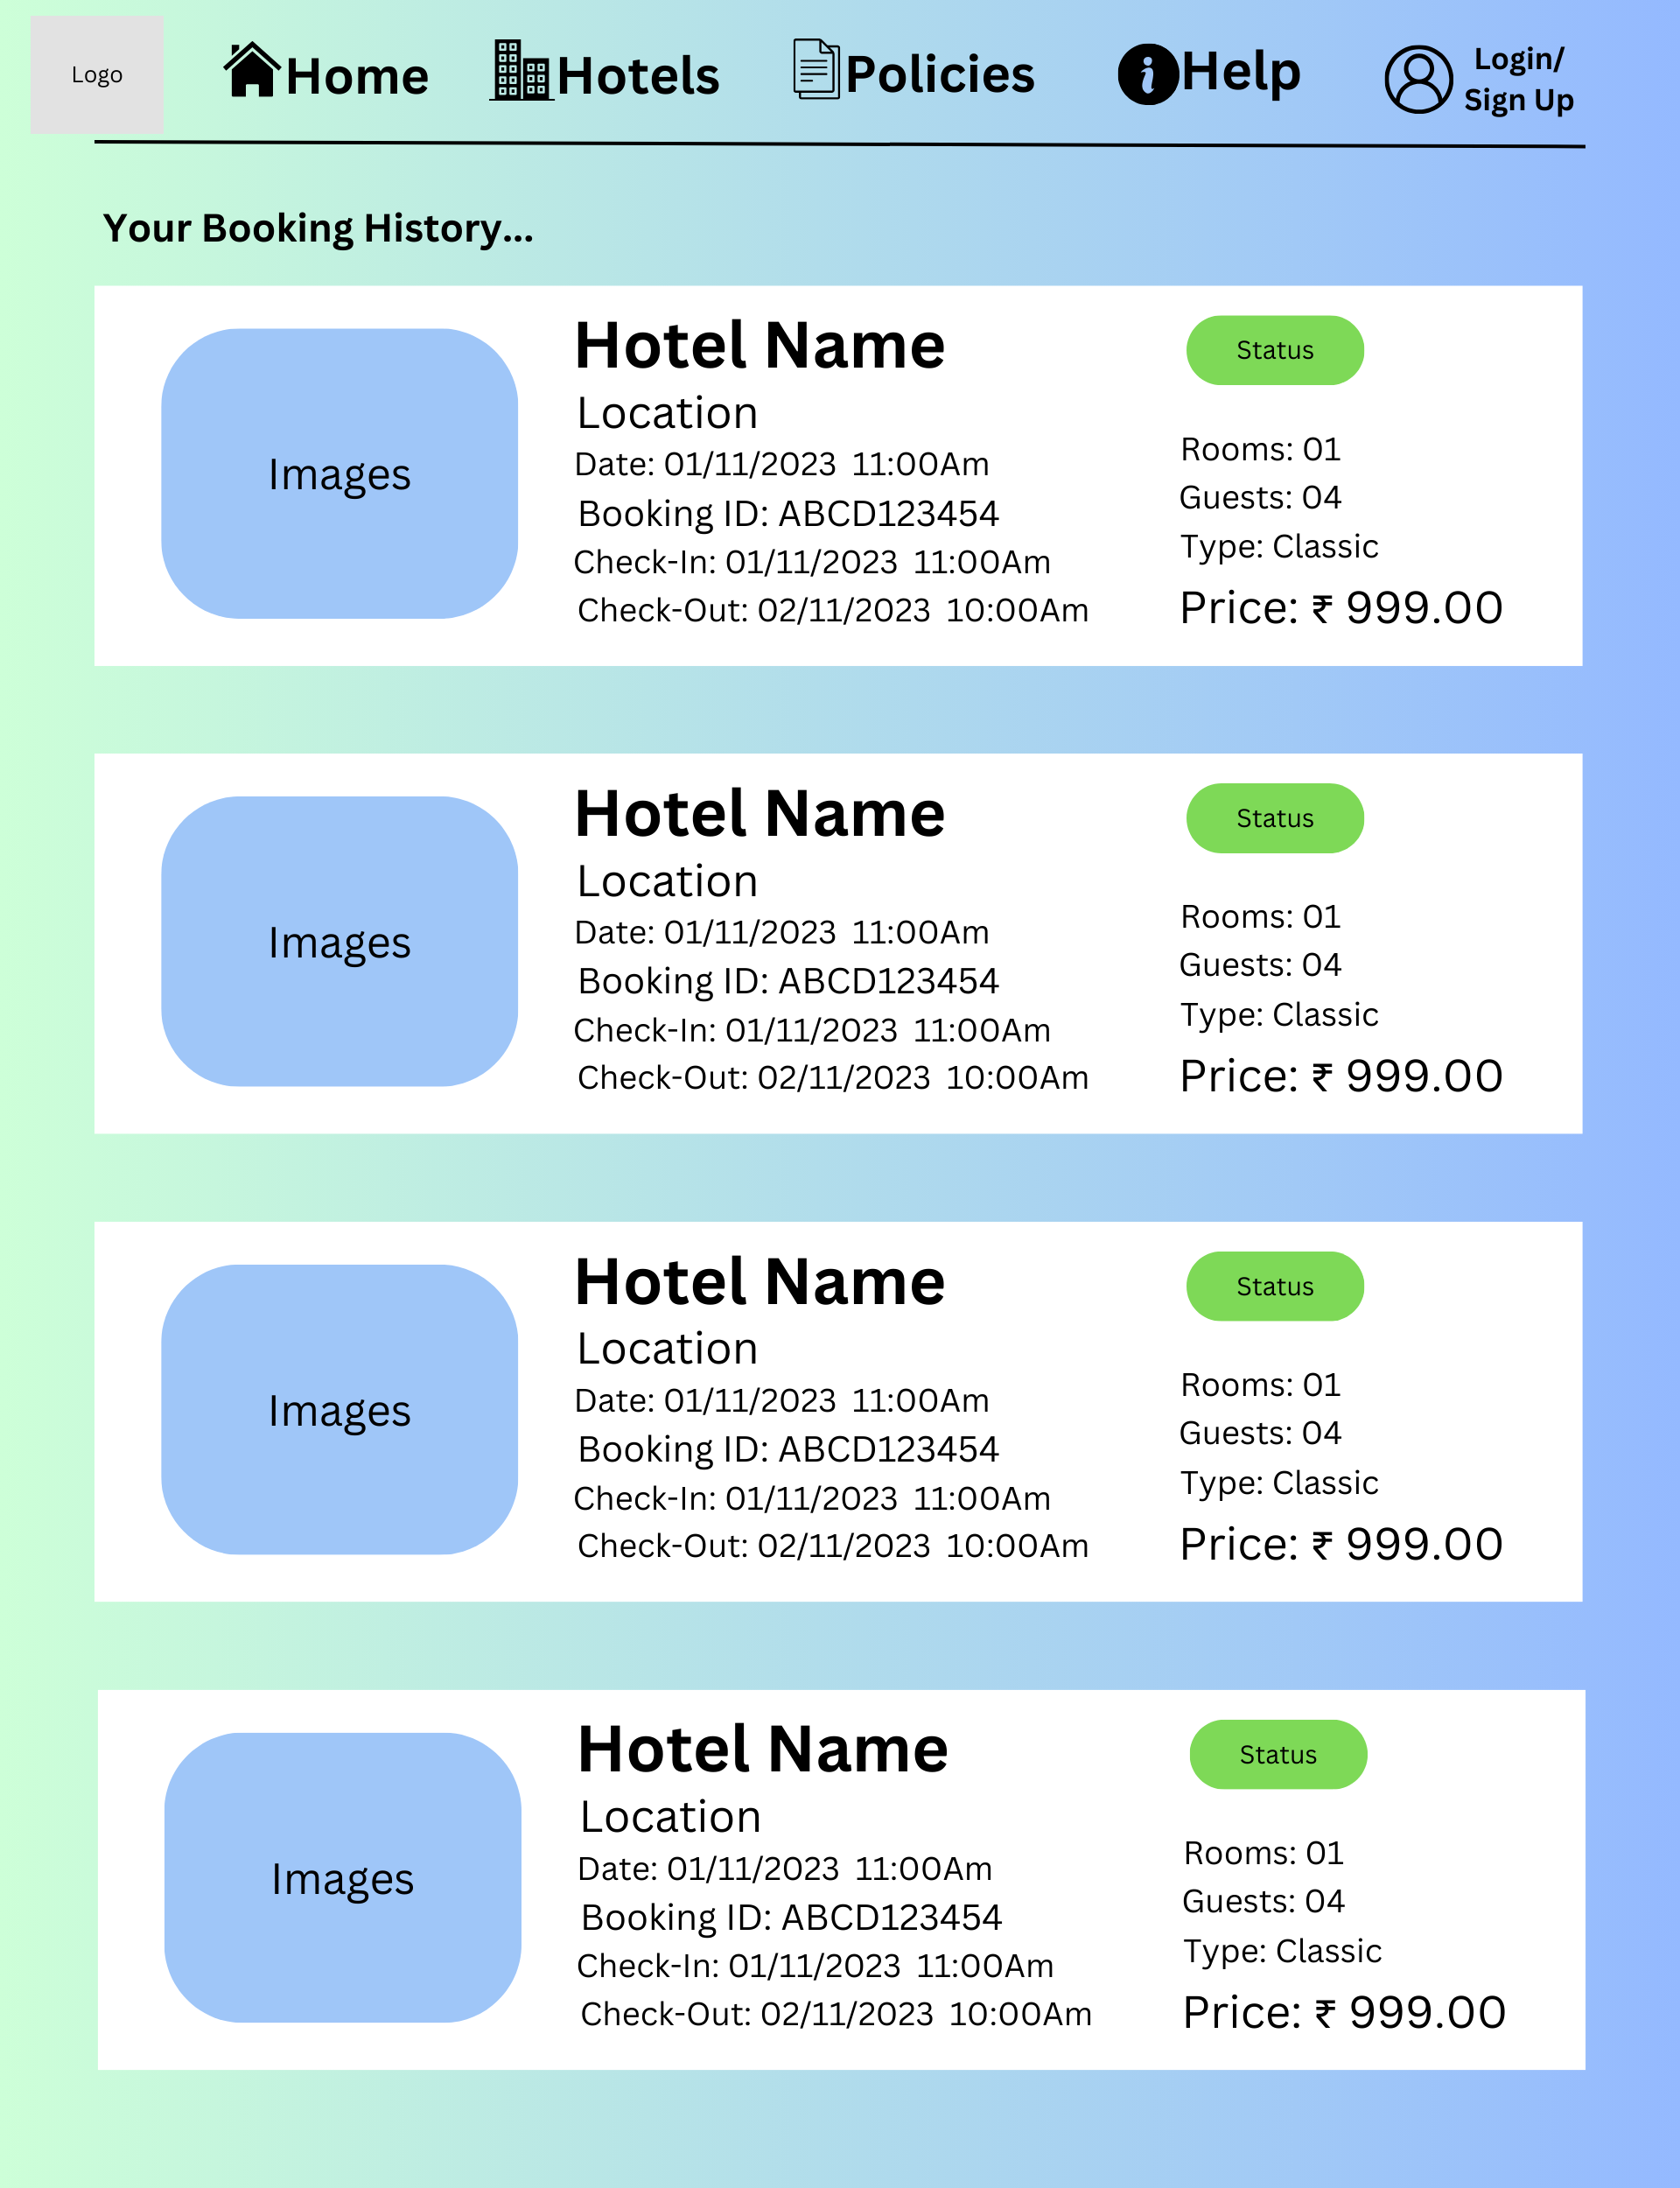 Logo
Home
Hotels
Policies
Help
Login/
Sign Up
Your Booking History...
Images
Hotel Name
Location
Date: 01/11/2023 11:00Am
Booking ID: ABCD123454
Check-In: 01/11/2023 11:00Am
Check-Out: 02/11/2023 10:00Am
Status
Rooms: 01
Guests: 04
Type: Classic
Price: ₹ 999.00
Images
Hotel Name
Location
Date: 01/11/2023 11:00Am
Booking ID: ABCD123454
Check-In: 01/11/2023 11:00Am
Check-Out: 02/11/2023 10:00Am
Status
Rooms: 01
Guests: 04
Type: Classic
Price: ₹ 999.00
Images
Hotel Name
Location
Date: 01/11/2023 11:00Am
Booking ID: ABCD123454
Check-In: 01/11/2023 11:00Am
Check-Out: 02/11/2023 10:00Am
Status
Rooms: 01
Guests: 04
Type: Classic
Price: ₹ 999.00
Images
Hotel Name
Location
Date: 01/11/2023 11:00Am
Booking ID: ABCD123454
Check-In: 01/11/2023 11:00Am
Check-Out: 02/11/2023 10:00Am
Status
Rooms: 01
Guests: 04
Type: Classic
Price: ₹ 999.00